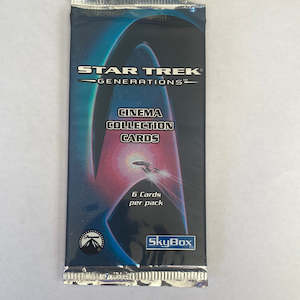 STAR TREK
GENERATIONS
CINEMA
COLLECTION
CARDS
6 Cards
per pack
SkyBox